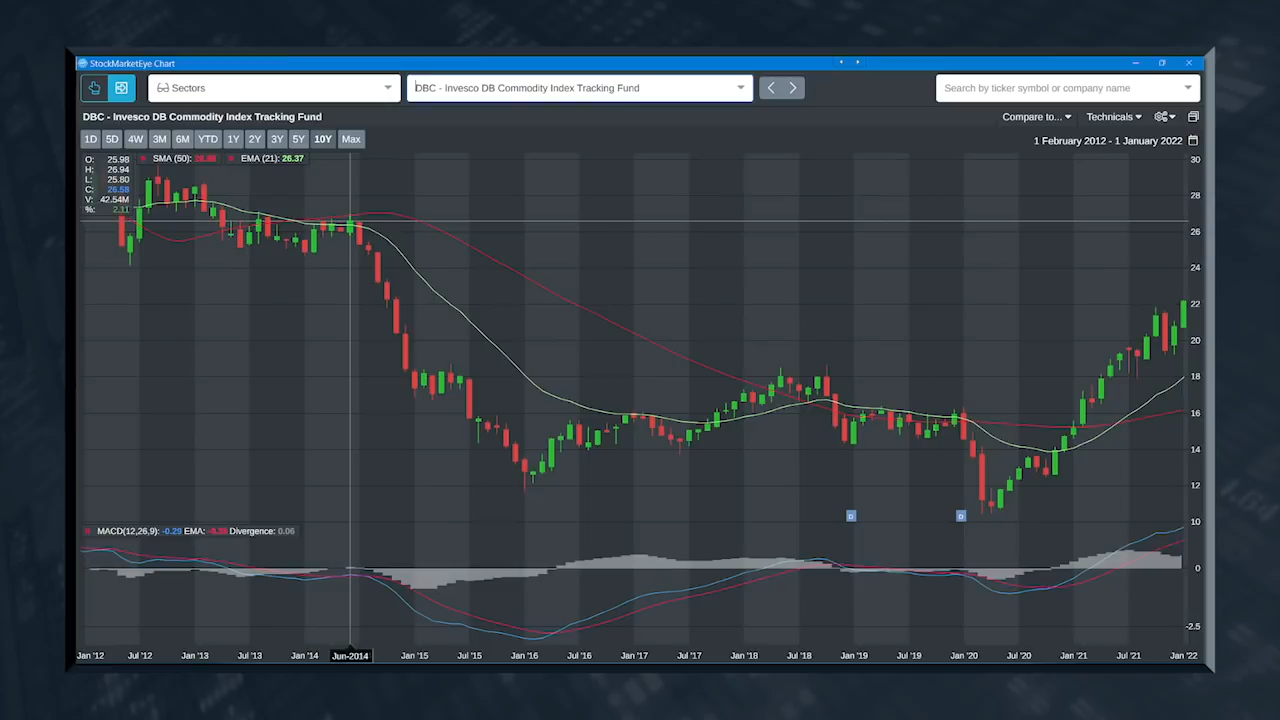 StockMarketEye Chart
Sectors
DBC - Invesco DB Commodity Index Tracking Fund
Search by ticker symbol or company name
DBC - Invesco DB Commodity Index Tracking Fund
Compare to...
Technicals
1D 5D 4W 3M 6M YTD 1Y 2Y 3Y 5Y 10Y Max
1 February 2012 - 1 January 2022
O: 25.98
H: 26.94
L: 25.80
C: 26.58
V: 42.54M
%: 2.11
SMA (50):
EMA (21): 26.37
30
28
26
24
22
20
18
16
14
12
10
D
D
MACD(12,26,9): -0.29 EMA: Divergence: 0.06
0
-2.5
Jan '12 Jul '12 Jan '13 Jul '13 Jan '14 Jun-2014 Jan '15 Jul '15 Jan '16 Jul '16 Jan '17 Jul '17 Jan '18 Jul '18 Jan '19 Jul '19 Jan '20 Jul '20 Jan '21 Jul '21 Jan '22